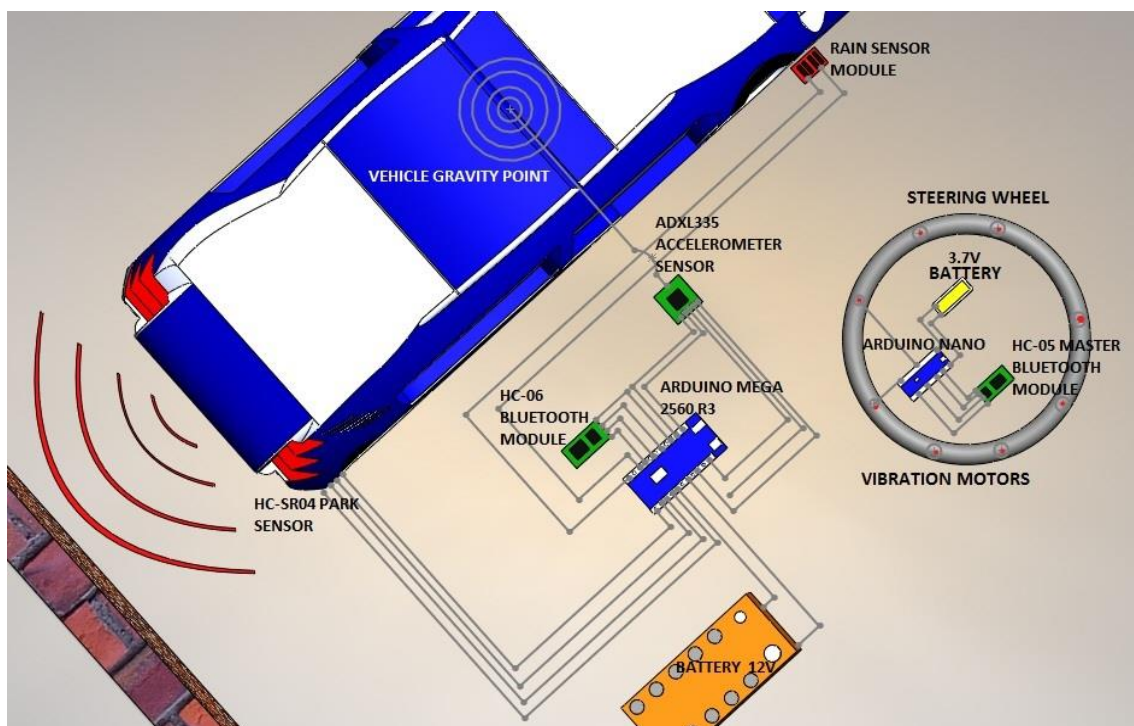 RAIN SENSOR
MODULE
VEHICLE GRAVITY POINT
STEERING WHEEL
ADXL335
ACCELEROMETER
SENSOR
3.7V
BATTERY
ARDUINO NANO
HC-05 MASTER
BLUETOOTH
MODULE
HC-06
BLUETOOTH
MODULE
ARDUINO MEGA
2560 R3
VIBRATION MOTORS
HC-SR04 PARK
SENSOR
BATTERY 12V